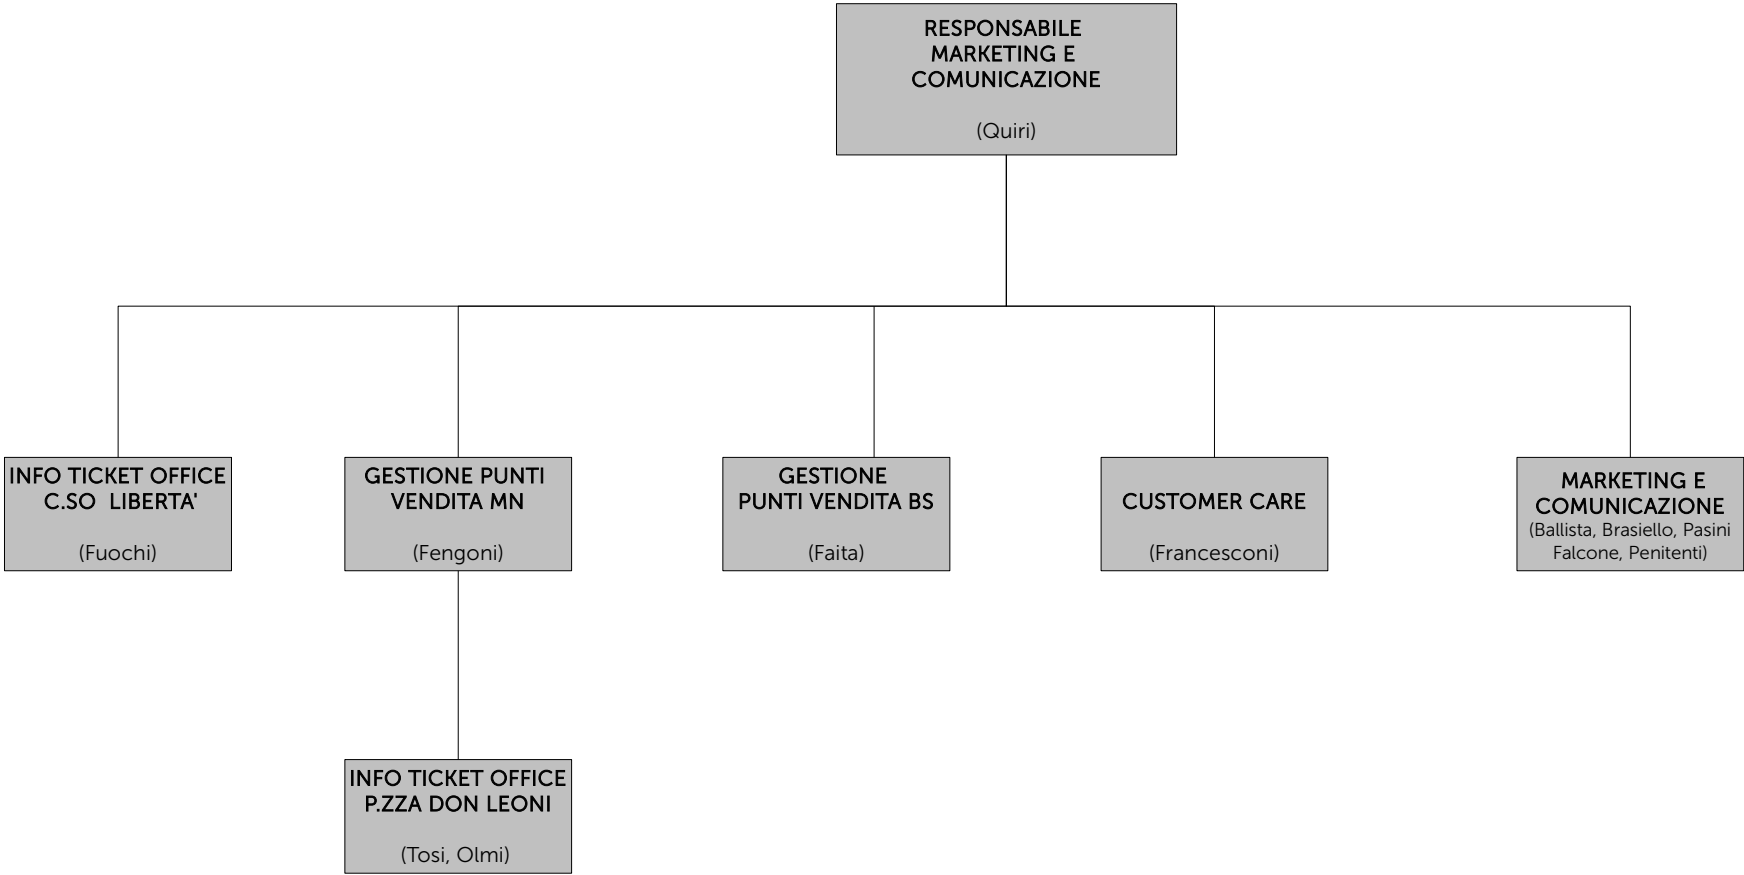 RESPONSABILE
MARKETING E
COMUNICAZIONE
(Quiri)
INFO TICKET OFFICE
C.SO  LIBERTA'
(Fuochi)
GESTIONE PUNTI
VENDITA MN
(Fengoni)
GESTIONE
PUNTI VENDITA BS
(Faita)
CUSTOMER CARE
(Francesconi)
MARKETING E
COMUNICAZIONE
(Ballista, Brasiello, Pasini
Falcone, Penitenti)
INFO TICKET OFFICE
P.ZZA DON LEONI
(Tosi, Olmi)